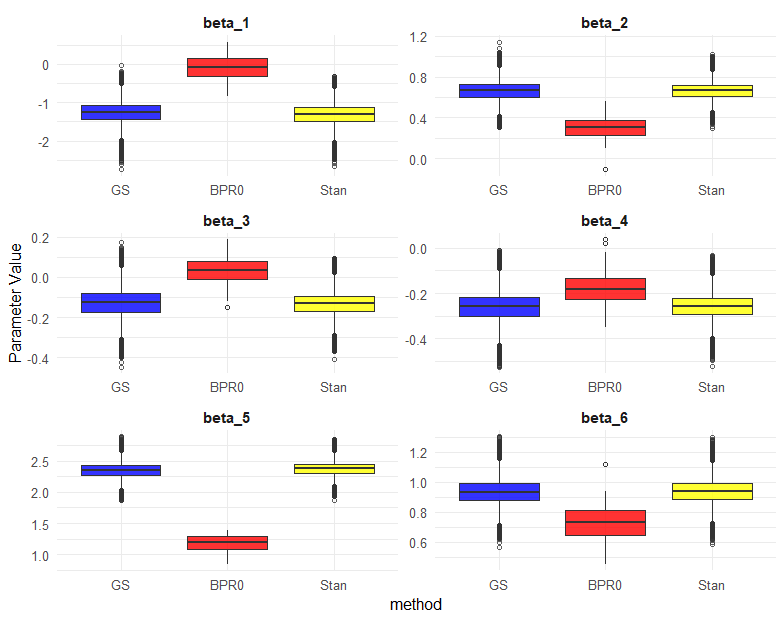 beta_1 beta_2
0
-1
-2
1.2
0.8
0.4
0.0
GS BPR0 Stan GS BPR0 Stan
beta_3 beta_4
0.2
0.0
-0.2
-0.4
0.0
-0.2
-0.4
GS BPR0 Stan GS BPR0 Stan
beta_5 beta_6
2.5
2.0
1.5
1.0
1.2
1.0
0.8
0.6
GS BPR0 Stan GS BPR0 Stan
Parameter Value
method